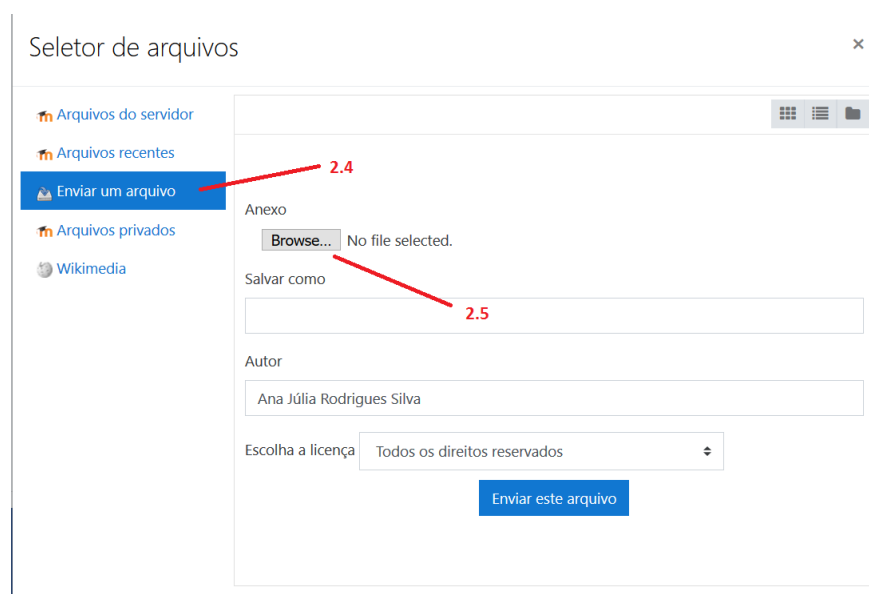 Seletor de arquivos
×
Arquivos do servidor
Arquivos recentes
2.4
Enviar um arquivo
Anexo
Arquivos privados
Browse... No file selected.
Wikimedia
Salvar como
2.5
Autor
Ana Júlia Rodrigues Silva
Escolha a licença Todos os direitos reservados
Enviar este arquivo